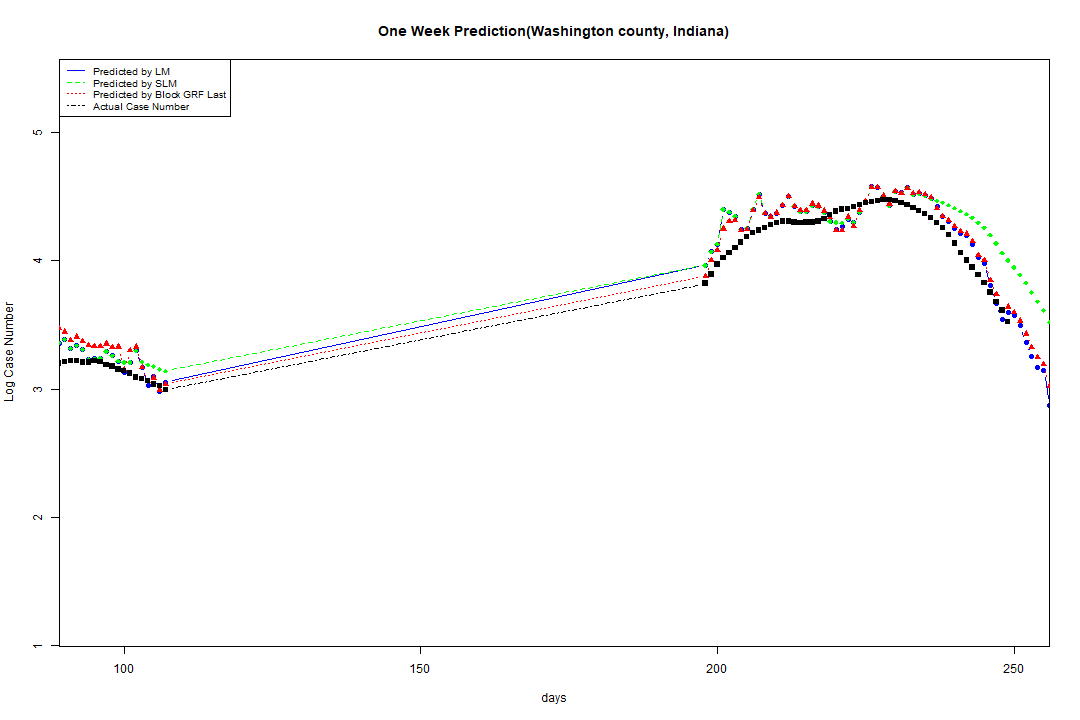 One Week Prediction(Washington county, Indiana)
Predicted by LM
Predicted by SLM
Predicted by Block GRF Last
Actual Case Number
5
4
3
2
1
Log Case Number
100
150
200
250
days